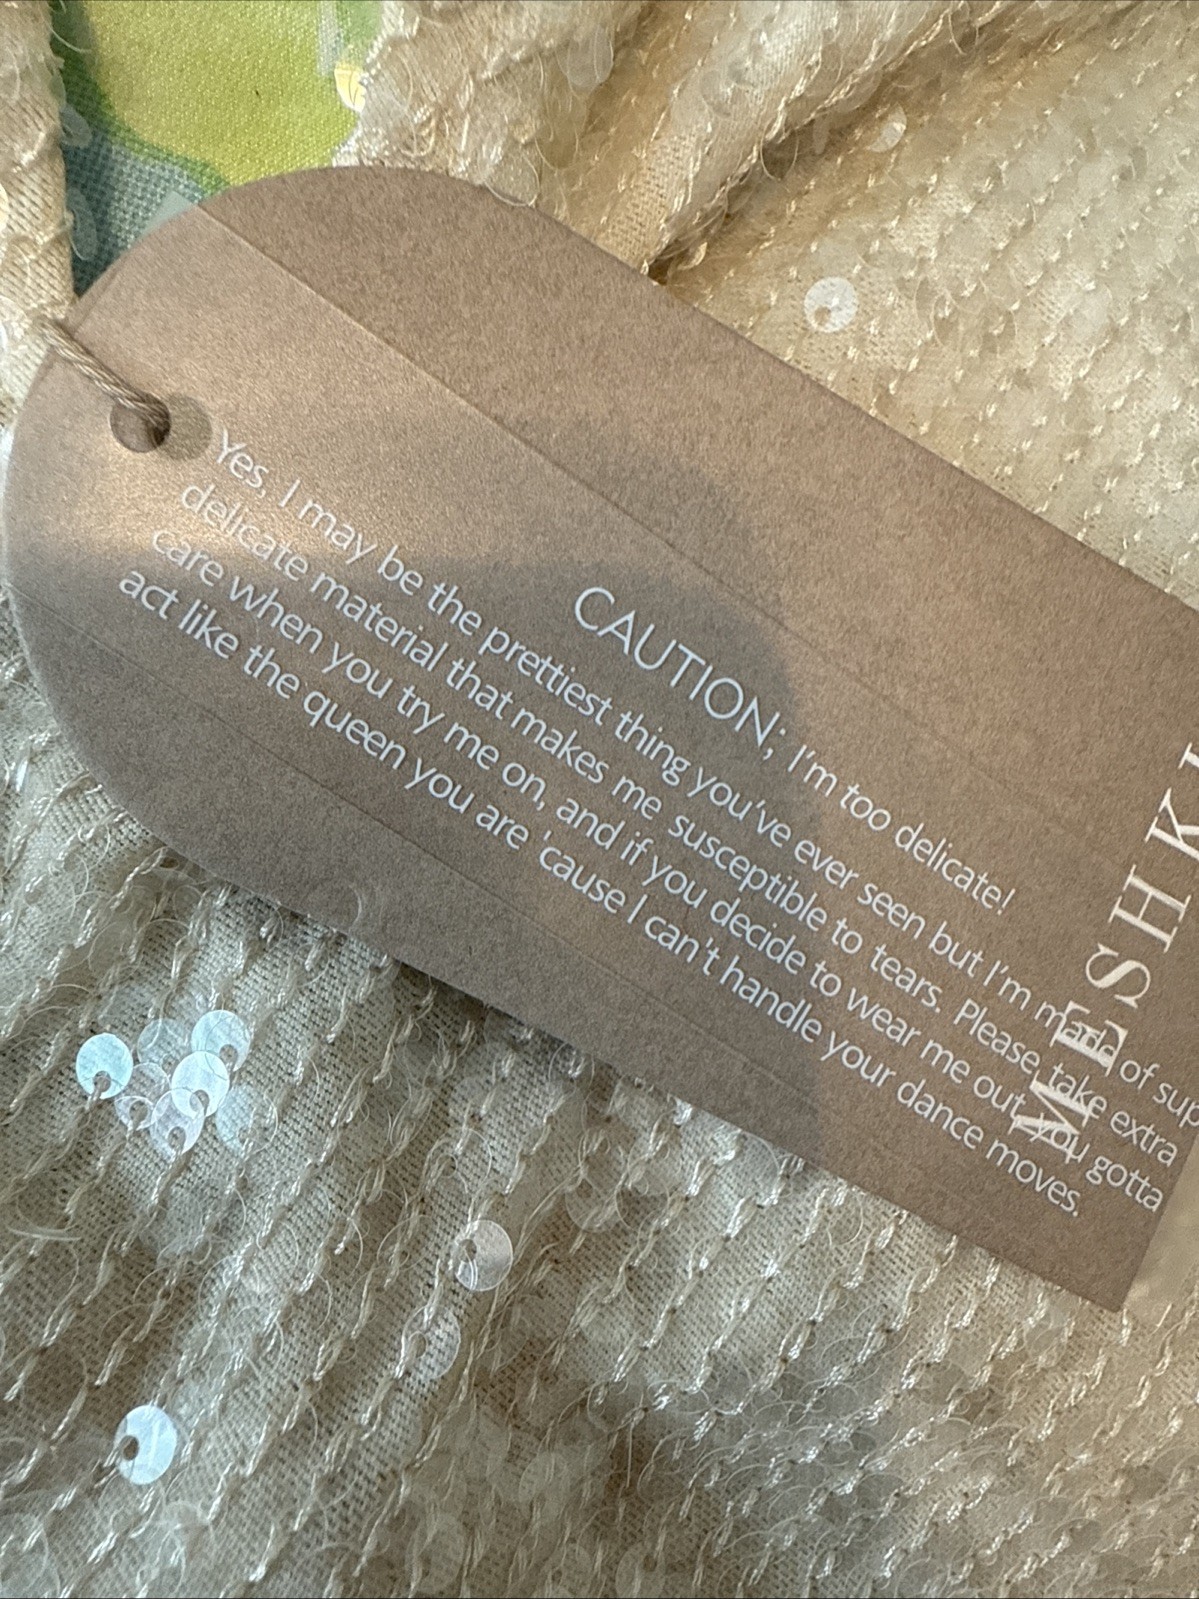 CAUTION; I'm too delicate!
Yes, I may be the prettiest thing you've ever seen but I'm made of sup
delicate material that makes me susceptible to tears. Please take extra
care when you try me on, and if you decide to wear me out, you gotta
act like the queen you are 'cause I can't handle your dance moves.
MESHKI